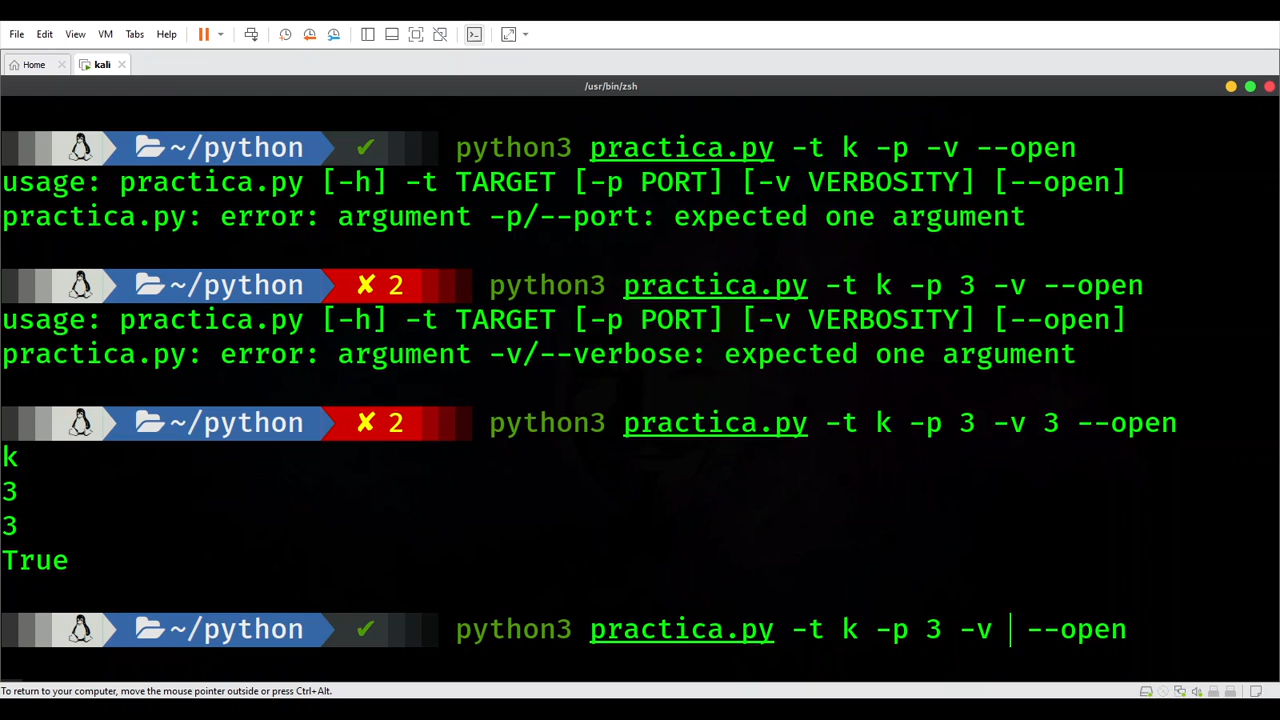 File Edit View VM Tabs Help
Home kali
/usr/bin/zsh
~/python ✔ python3 practica.py -t k -p -v --open
usage: practica.py [-h] -t TARGET [-p PORT] [-v VERBOSITY] [--open]
practica.py: error: argument -p/--port: expected one argument
~/python ✘ 2 python3 practica.py -t k -p 3 -v --open
usage: practica.py [-h] -t TARGET [-p PORT] [-v VERBOSITY] [--open]
practica.py: error: argument -v/--verbose: expected one argument
~/python ✘ 2 python3 practica.py -t k -p 3 -v 3 --open
k
3
3
True
~/python ✔ python3 practica.py -t k -p 3 -v --open
To return to your computer, move the mouse pointer outside or press Ctrl+Alt.